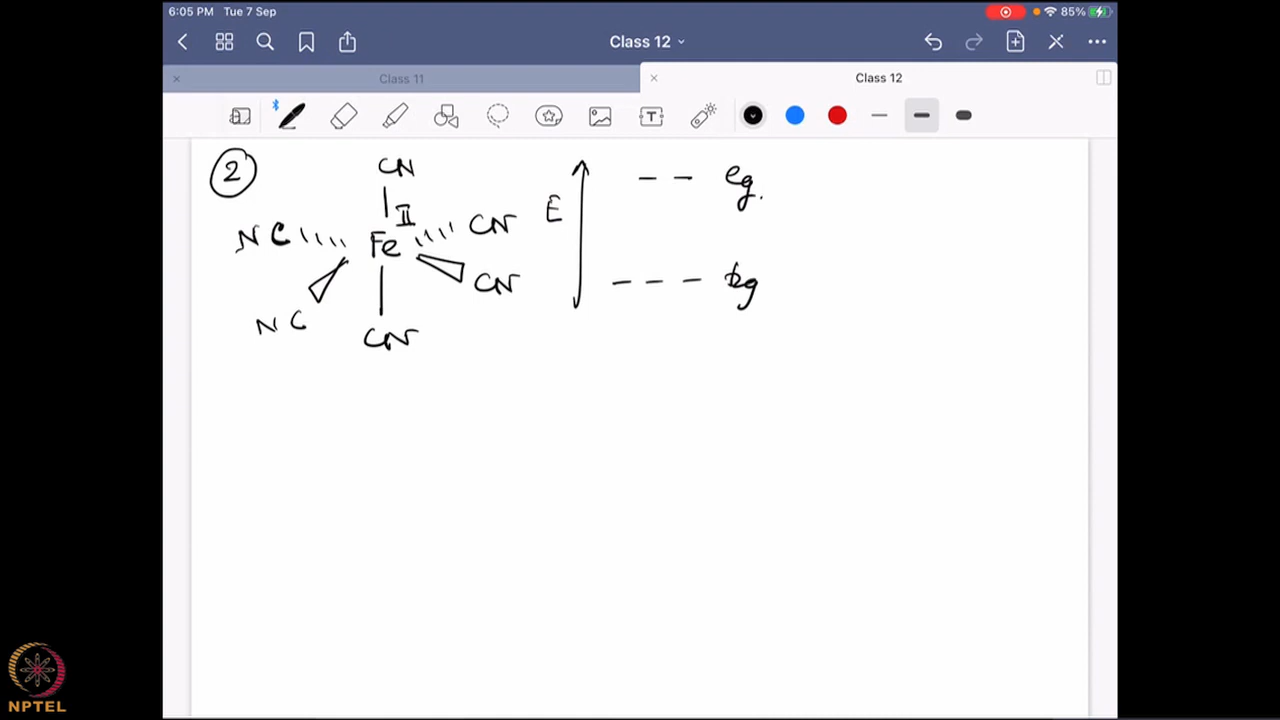 6:05 PM Tue 7 Sep 85%
Class 12
Class 11 Class 12
T
2
CN
II
NC Fe CN
NC CN
CN
E
eg.
NPTEL